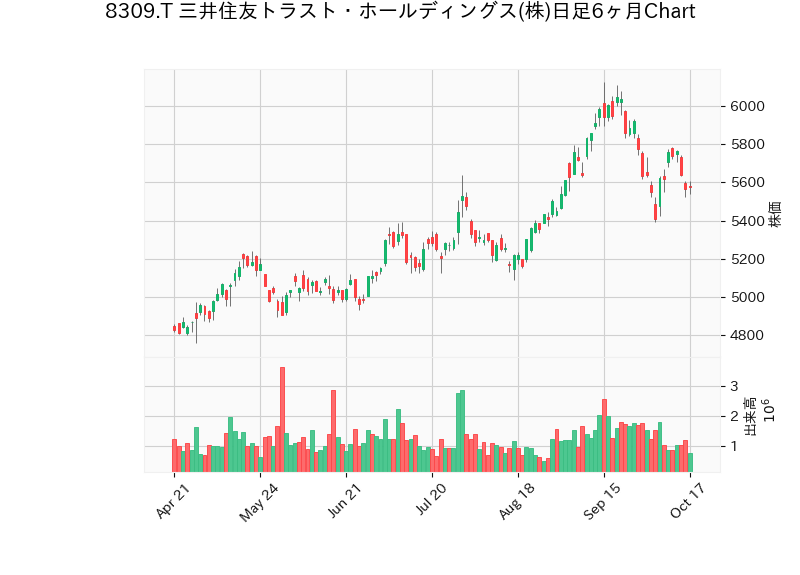 8309.T 三井住友トラスト・ホールディングス(株)日足6ヶ月Chart
6000
5800
5600
5400
5200
5000
4800
株価
3
2
1
出来高
10^6
Apr 21
May 24
Jun 21
Jul 20
Aug 18
Sep 15
Oct 17